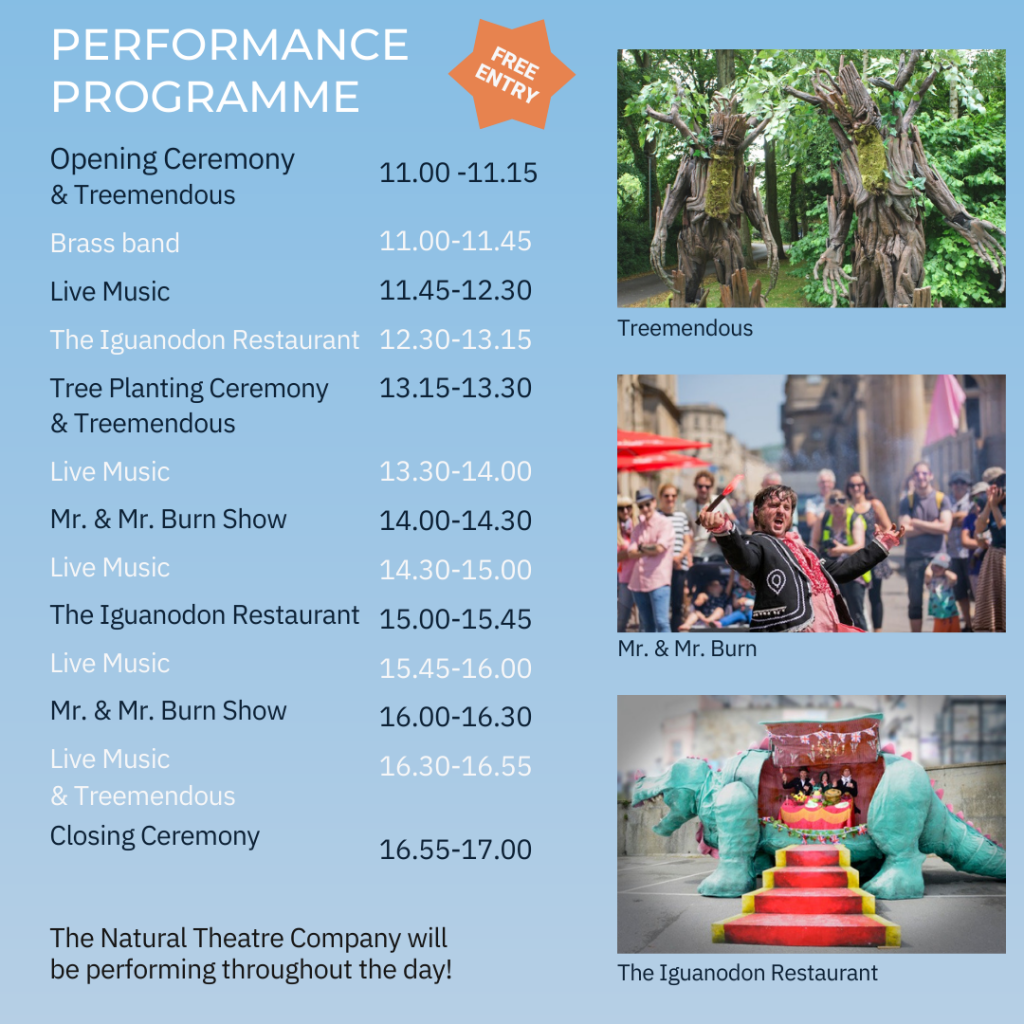 PERFORMANCE
PROGRAMME
FREE
ENTRY
Opening Ceremony
& Treemendous
11.00 -11.15
Brass band 11.00-11.45
Live Music 11.45-12.30
The Iguanodon Restaurant 12.30-13.15
Tree Planting Ceremony 13.15-13.30
& Treemendous
Live Music 13.30-14.00
Mr. & Mr. Burn Show 14.00-14.30
Live Music 14.30-15.00
The Iguanodon Restaurant 15.00-15.45
Live Music 15.45-16.00
Mr. & Mr. Burn Show 16.00-16.30
Live Music 16.30-16.55
& Treemendous
Closing Ceremony 16.55-17.00
The Natural Theatre Company will
be performing throughout the day!
Treemendous
Mr. & Mr. Burn
The Iguanodon Restaurant